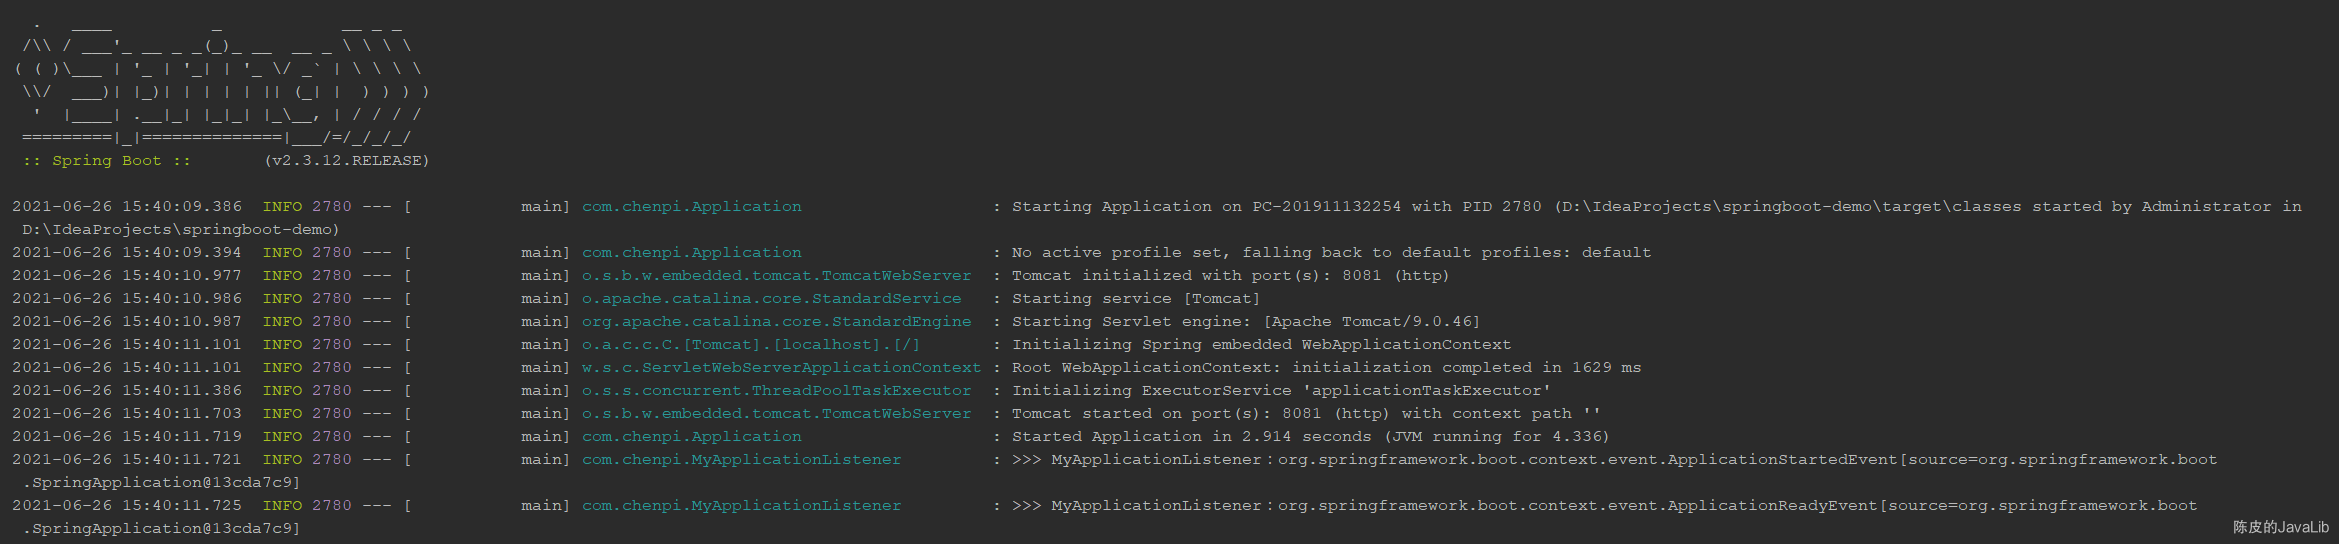 .   ____          _            __ _ _
 /\\ / ___'_ __ _ _(_)_ __  __ _ \ \ \ \
( ( )\___ | '_ | '_| | '_ \/ _` | \ \ \ \
 \\/  ___)| |_)| | | | | || (_| |  ) ) ) )
  '  |____| .__|_| |_|_| |_\__, | / / / /
 =========|_|==============|___/=/_/_/_/
 :: Spring Boot ::       (v2.3.12.RELEASE)
2021-06-26 15:40:09.386  INFO 2780 --- [           main] com.chenpi.Application                   : Starting Application on PC-201911132254 with PID 2780 (D:\IdeaProjects\springboot-demo\target\classes started by Administrator in
 D:\IdeaProjects\springboot-demo)
2021-06-26 15:40:09.394  INFO 2780 --- [           main] com.chenpi.Application                   : No active profile set, falling back to default profiles: default
2021-06-26 15:40:10.977  INFO 2780 --- [           main] o.s.b.w.embedded.tomcat.TomcatWebServer  : Tomcat initialized with port(s): 8081 (http)
2021-06-26 15:40:10.986  INFO 2780 --- [           main] o.apache.catalina.core.StandardService   : Starting service [Tomcat]
2021-06-26 15:40:10.987  INFO 2780 --- [           main] org.apache.catalina.core.StandardEngine  : Starting Servlet engine: [Apache Tomcat/9.0.46]
2021-06-26 15:40:11.101  INFO 2780 --- [           main] o.a.c.c.C.[Tomcat].[localhost].[/]       : Initializing Spring embedded WebApplicationContext
2021-06-26 15:40:11.101  INFO 2780 --- [           main] w.s.c.ServletWebServerApplicationContext : Root WebApplicationContext: initialization completed in 1629 ms
2021-06-26 15:40:11.386  INFO 2780 --- [           main] o.s.s.concurrent.ThreadPoolTaskExecutor  : Initializing ExecutorService 'applicationTaskExecutor'
2021-06-26 15:40:11.703  INFO 2780 --- [           main] o.s.b.w.embedded.tomcat.TomcatWebServer  : Tomcat started on port(s): 8081 (http) with context path ''
2021-06-26 15:40:11.719  INFO 2780 --- [           main] com.chenpi.Application                   : Started Application in 2.914 seconds (JVM running for 4.336)
2021-06-26 15:40:11.721  INFO 2780 --- [           main] com.chenpi.MyApplicationListener         : >>> MyApplicationListener：org.springframework.boot.context.event.ApplicationStartedEvent[source=org.springframework.boot
 .SpringApplication@13cda7c9]
2021-06-26 15:40:11.725  INFO 2780 --- [           main] com.chenpi.MyApplicationListener         : >>> MyApplicationListener：org.springframework.boot.context.event.ApplicationReadyEvent[source=org.springframework.boot
 .SpringApplication@13cda7c9]
陈皮的JavaLib